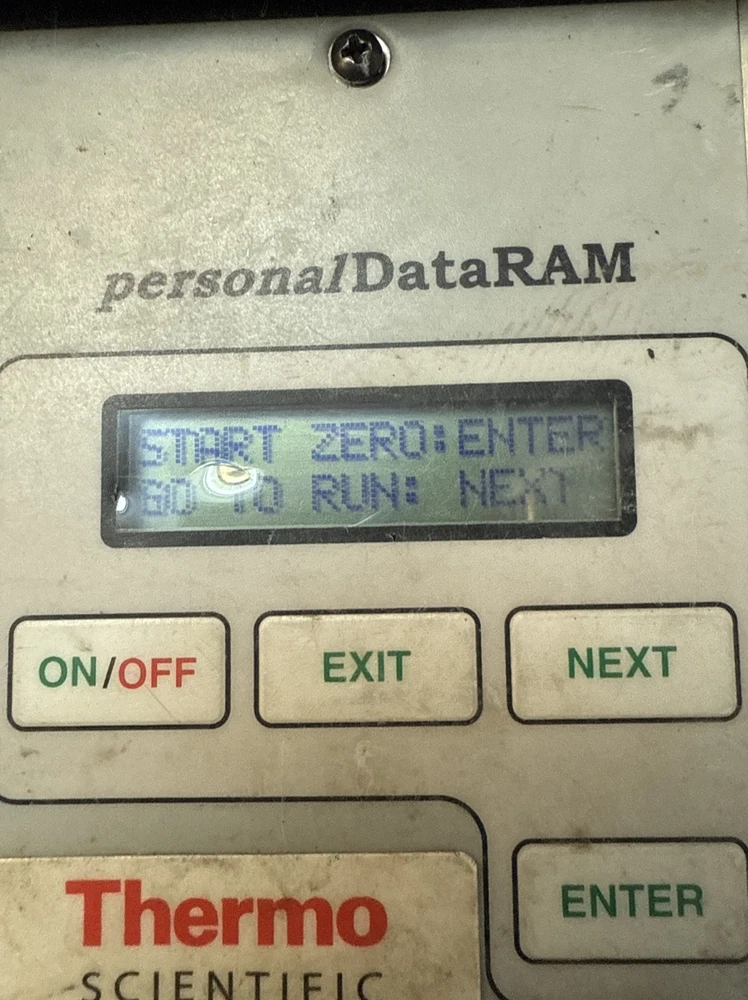 personalDataRAM
START ZERO:ENTER
GO TO RUN: NEXT
ON/OFF
EXIT
NEXT
ENTER
Thermo
SCIENTIFIC